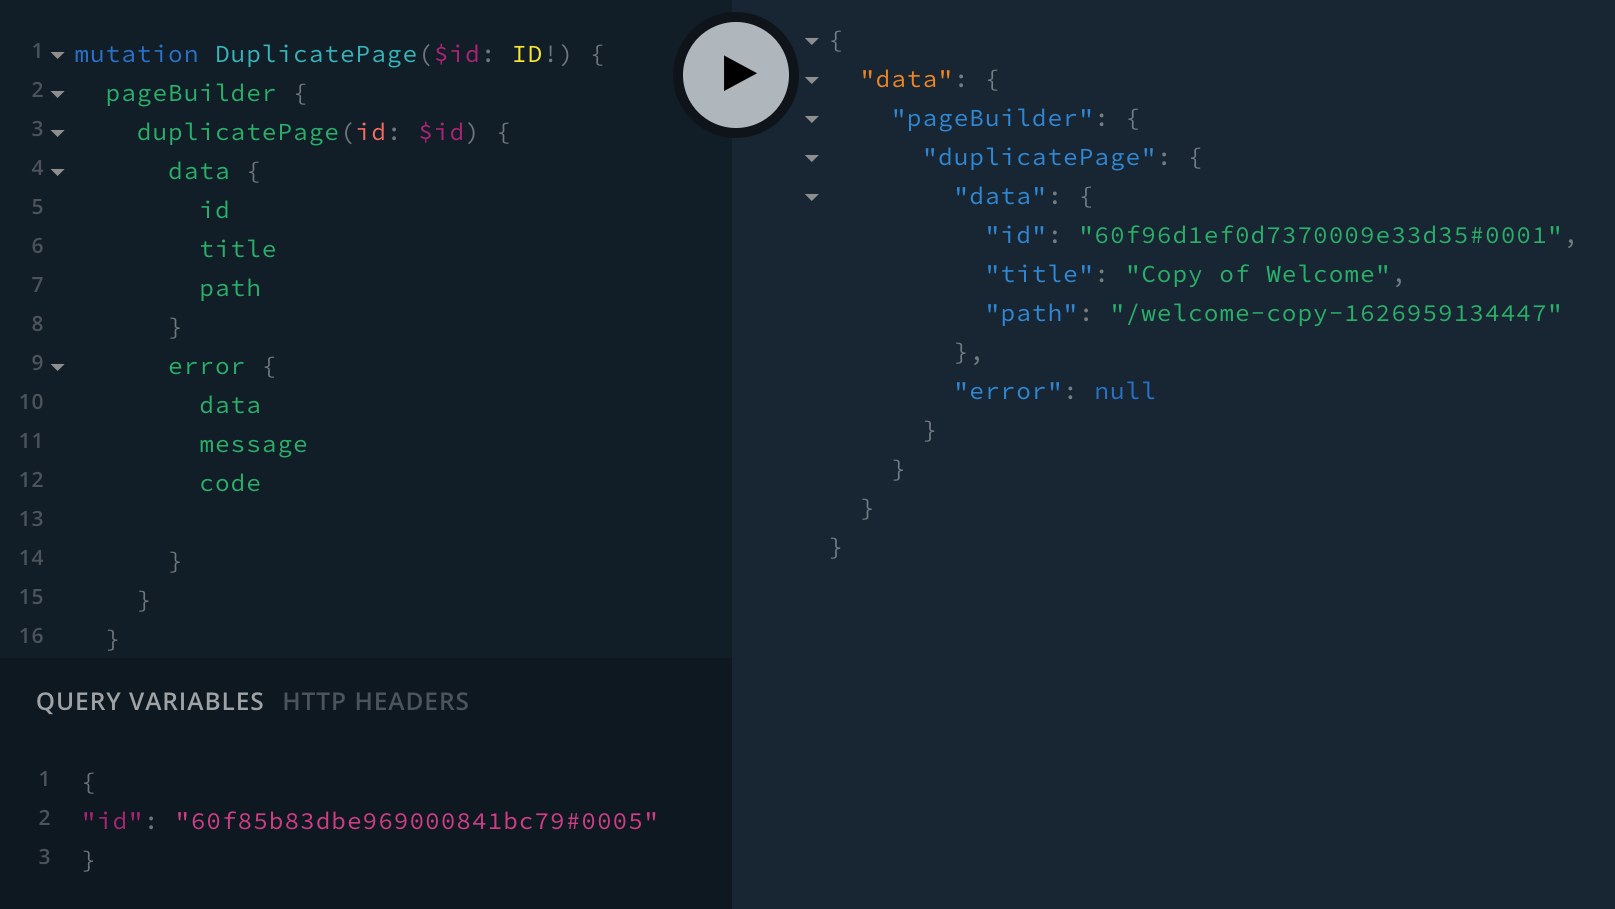 1 mutation DuplicatePage($id: ID!) {
2   pageBuilder {
3     duplicatePage(id: $id) {
4       data {
5         id
6         title
7         path
8       }
9       error {
10         data
11         message
12         code
13
14       }
15     }
16   }
QUERY VARIABLES HTTP HEADERS
1 {
2 "id": "60f85b83dbe969000841bc79#0005"
3 }
{
  "data": {
    "pageBuilder": {
      "duplicatePage": {
        "data": {
          "id": "60f96d1ef0d7370009e33d35#0001",
          "title": "Copy of Welcome",
          "path": "/welcome-copy-1626959134447"
        },
        "error": null
      }
    }
  }
}